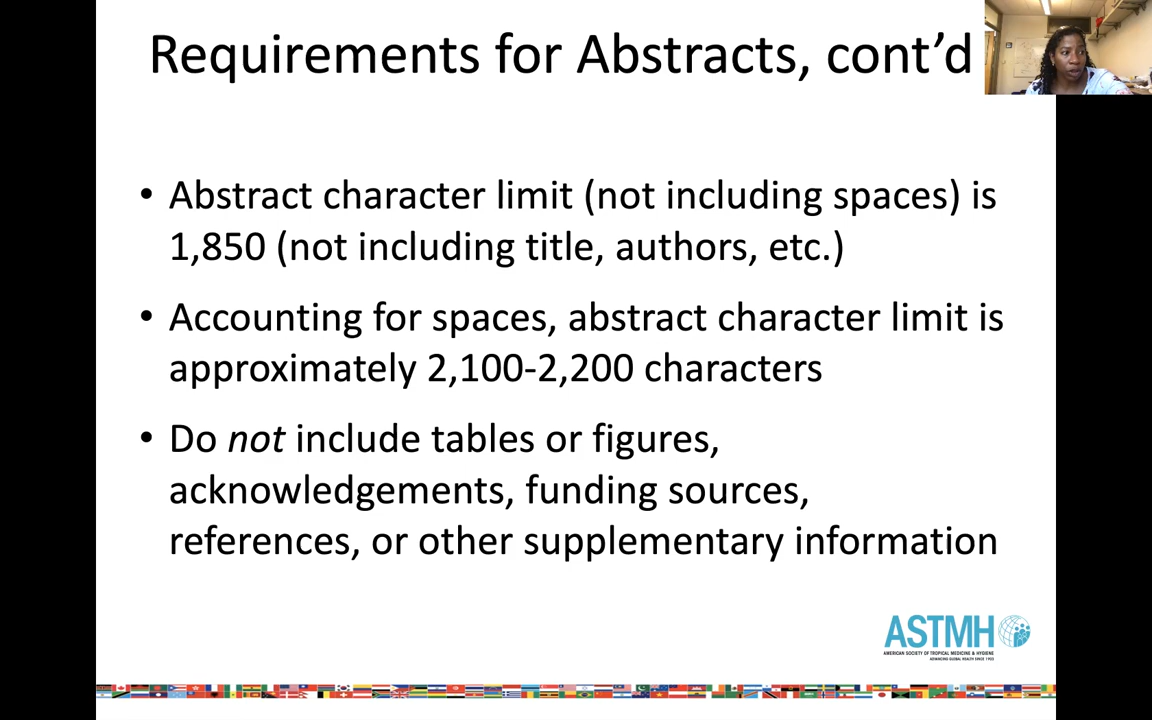 Requirements for Abstracts, cont’d
• Abstract character limit (not including spaces) is
1,850 (not including title, authors, etc.)
• Accounting for spaces, abstract character limit is
approximately 2,100-2,200 characters
• Do not include tables or figures,
acknowledgements, funding sources,
references, or other supplementary information
ASTMH
AMERICAN SOCIETY OF TROPICAL MEDICINE & HYGIENE
ADVANCING GLOBAL HEALTH SINCE 1903